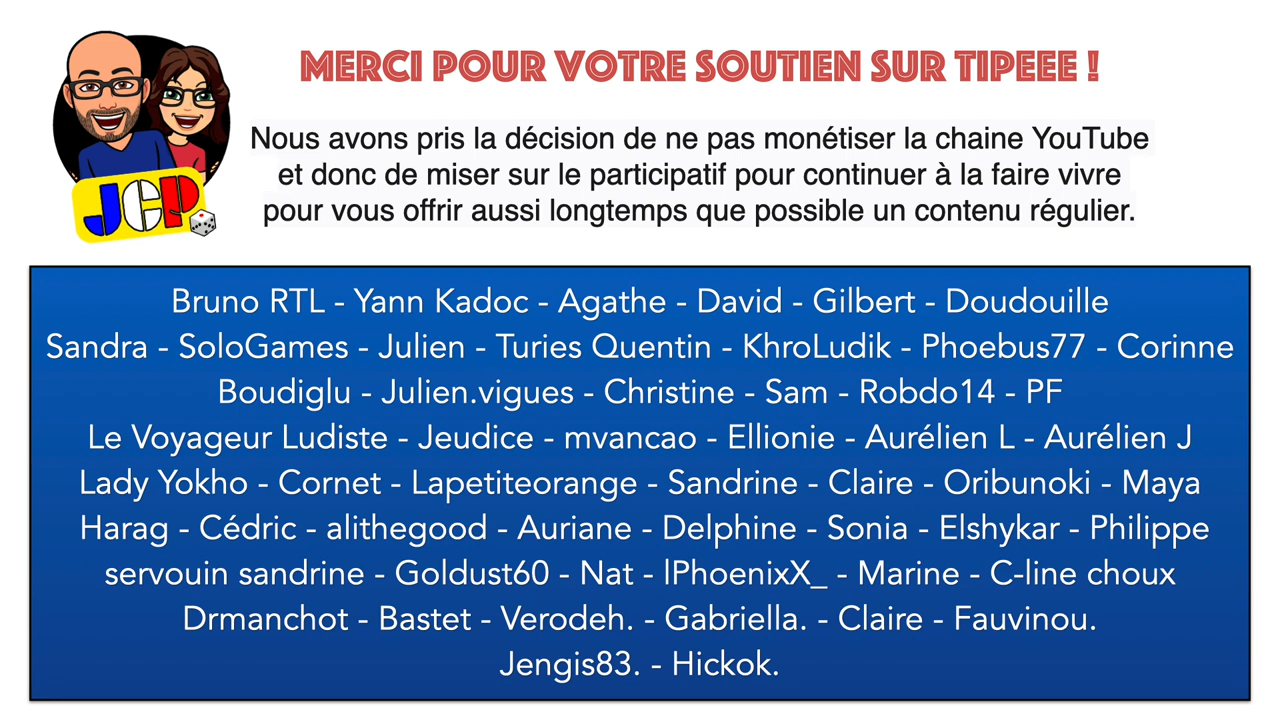 MERCI POUR VOTRE SOUTIEN SUR TIPEEE !
Nous avons pris la décision de ne pas monétiser la chaine YouTube
et donc de miser sur le participatif pour continuer à la faire vivre
pour vous offrir aussi longtemps que possible un contenu régulier.
JCP
Bruno RTL - Yann Kadoc - Agathe - David - Gilbert - Doudouille
Sandra - SoloGames - Julien - Turies Quentin - KhroLudik - Phoebus77 - Corinne
Boudiglu - Julien.vigues - Christine - Sam - Robdo14 - PF
Le Voyageur Ludiste - Jeudice - mvancao - Ellionie - Aurélien L - Aurélien J
Lady Yokho - Cornet - Lapetiteorange - Sandrine - Claire - Oribunoki - Maya
Harag - Cédric - alithegood - Auriane - Delphine - Sonia - Elshykar - Philippe
servouin sandrine - Goldust60 - Nat - lPhoenixX_ - Marine - C-line choux
Drmanchot - Bastet - Verodeh. - Gabriella. - Claire - Fauvinou.
Jengis83. - Hickok.